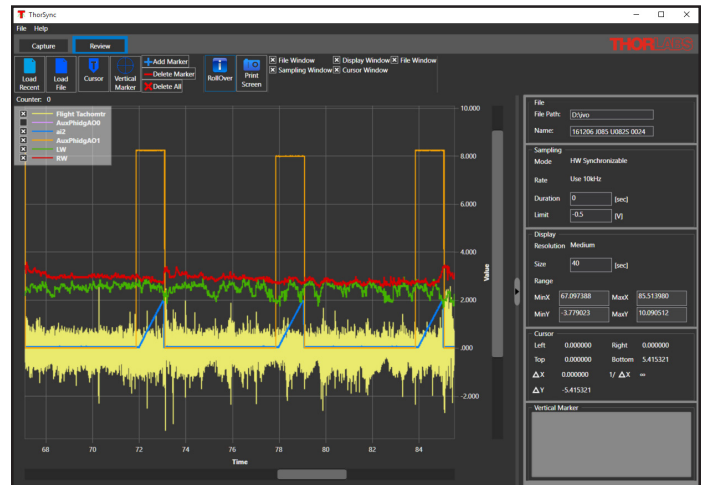 ThorSync
File Help
Capture Review
THORLABS
Load Recent
Load File
Cursor
Vertical Marker
Add Marker
Delete Marker
Delete All
RollOver
Print Screen
File Window Display Window File Window
Sampling Window Cursor Window
Counter: 0
Flight Tachomtr
AuxPhidgAO0
ai2
AuxPhidgAO1
LW
RW
10.000
8.000
6.000
4.000
2.000
.000
-2.000
Value
68 70 72 74 76 78 80 82 84
Time
File
File Path: D:\ivo
Name: 161206 J085 U082S 0024
Sampling
Mode HW Synchronizable
Rate Use 10kHz
Duration 0 [sec]
Limit -0.5 [V]
Display
Resolution Medium
Size 40 [sec]
Range
MinX 67.097388 MaxX 85.513980
MinY -3.779023 MaxY 10.090512
Cursor
Left 0.000000 Right 0.000000
Top 0.000000 Bottom 5.415321
ΔX 0.000000 1/ ΔX ∞
ΔY -5.415321
Vertical Marker